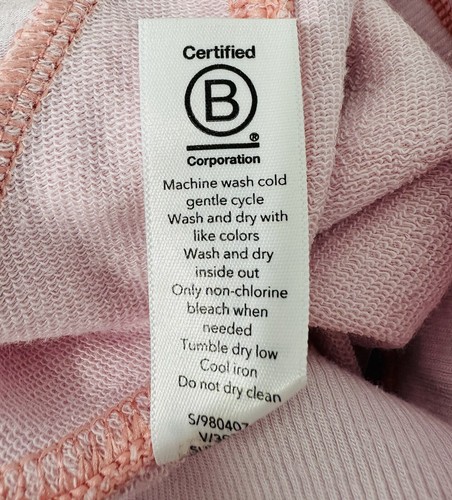 Certified
B
®
Corporation
Machine wash cold
gentle cycle
Wash and dry with
like colors
Wash and dry
inside out
Only non-chlorine
bleach when
needed
Tumble dry low
Cool iron
Do not dry clean
S/980407